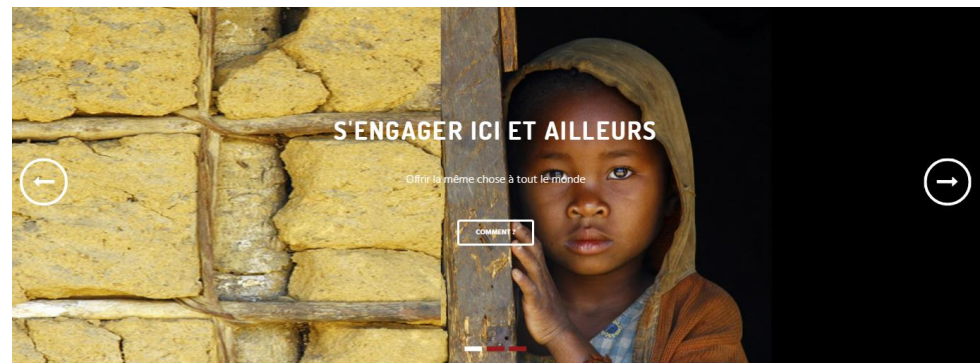 S'ENGAGER ICI ET AILLEURS
Offrir la même chose à tout le monde
COMMENT ?